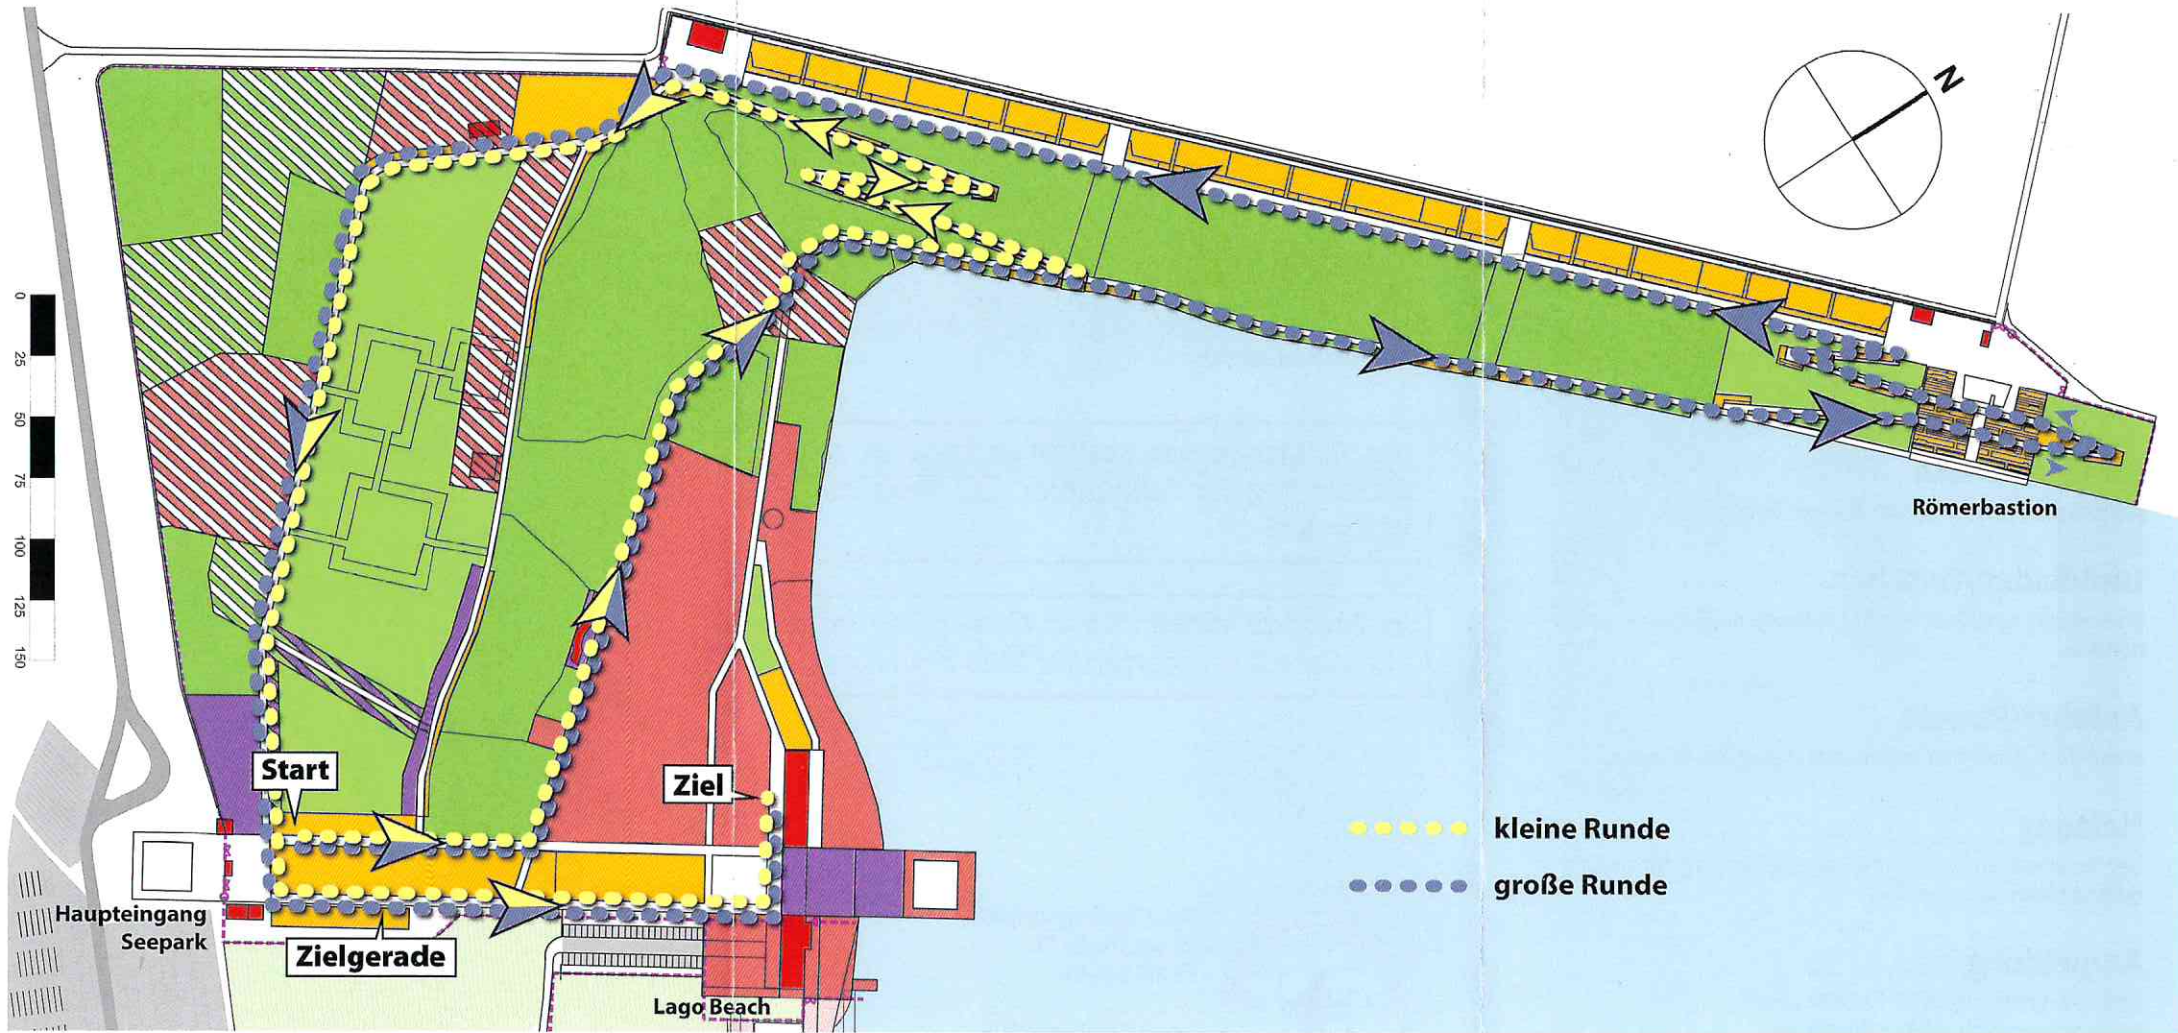 N
0
25
50
75
100
125
150
Römerbastion
Start
Ziel
kleine Runde
große Runde
Haupteingang
Seepark
Zielgerade
Lago Beach